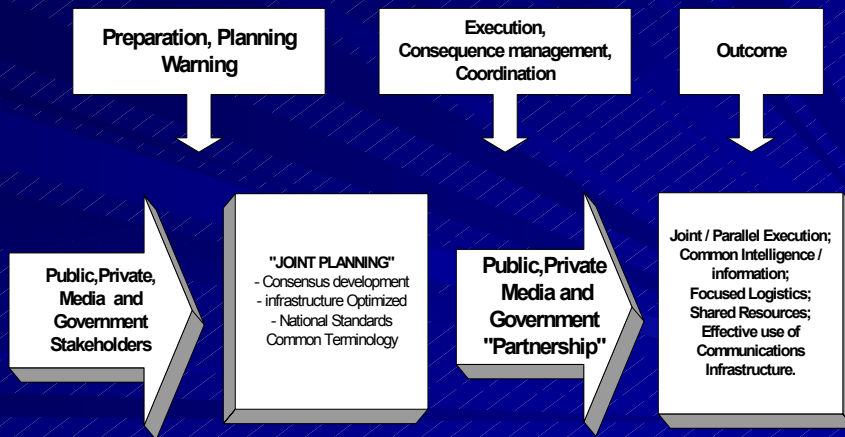 Preparation, Planning
Warning
Execution,
Consequence management,
Coordination
Outcome
Public,Private,
Media and
Government
Stakeholders
"JOINT PLANNING"
- Consensus development
- infrastructure Optimized
- National Standards
Common Terminology
Public,Private
Media and
Government
"Partnership"
Joint / Parallel Execution;
Common Intelligence /
information;
Focused Logistics;
Shared Resources;
Effective use of
Communications
Infrastructure.